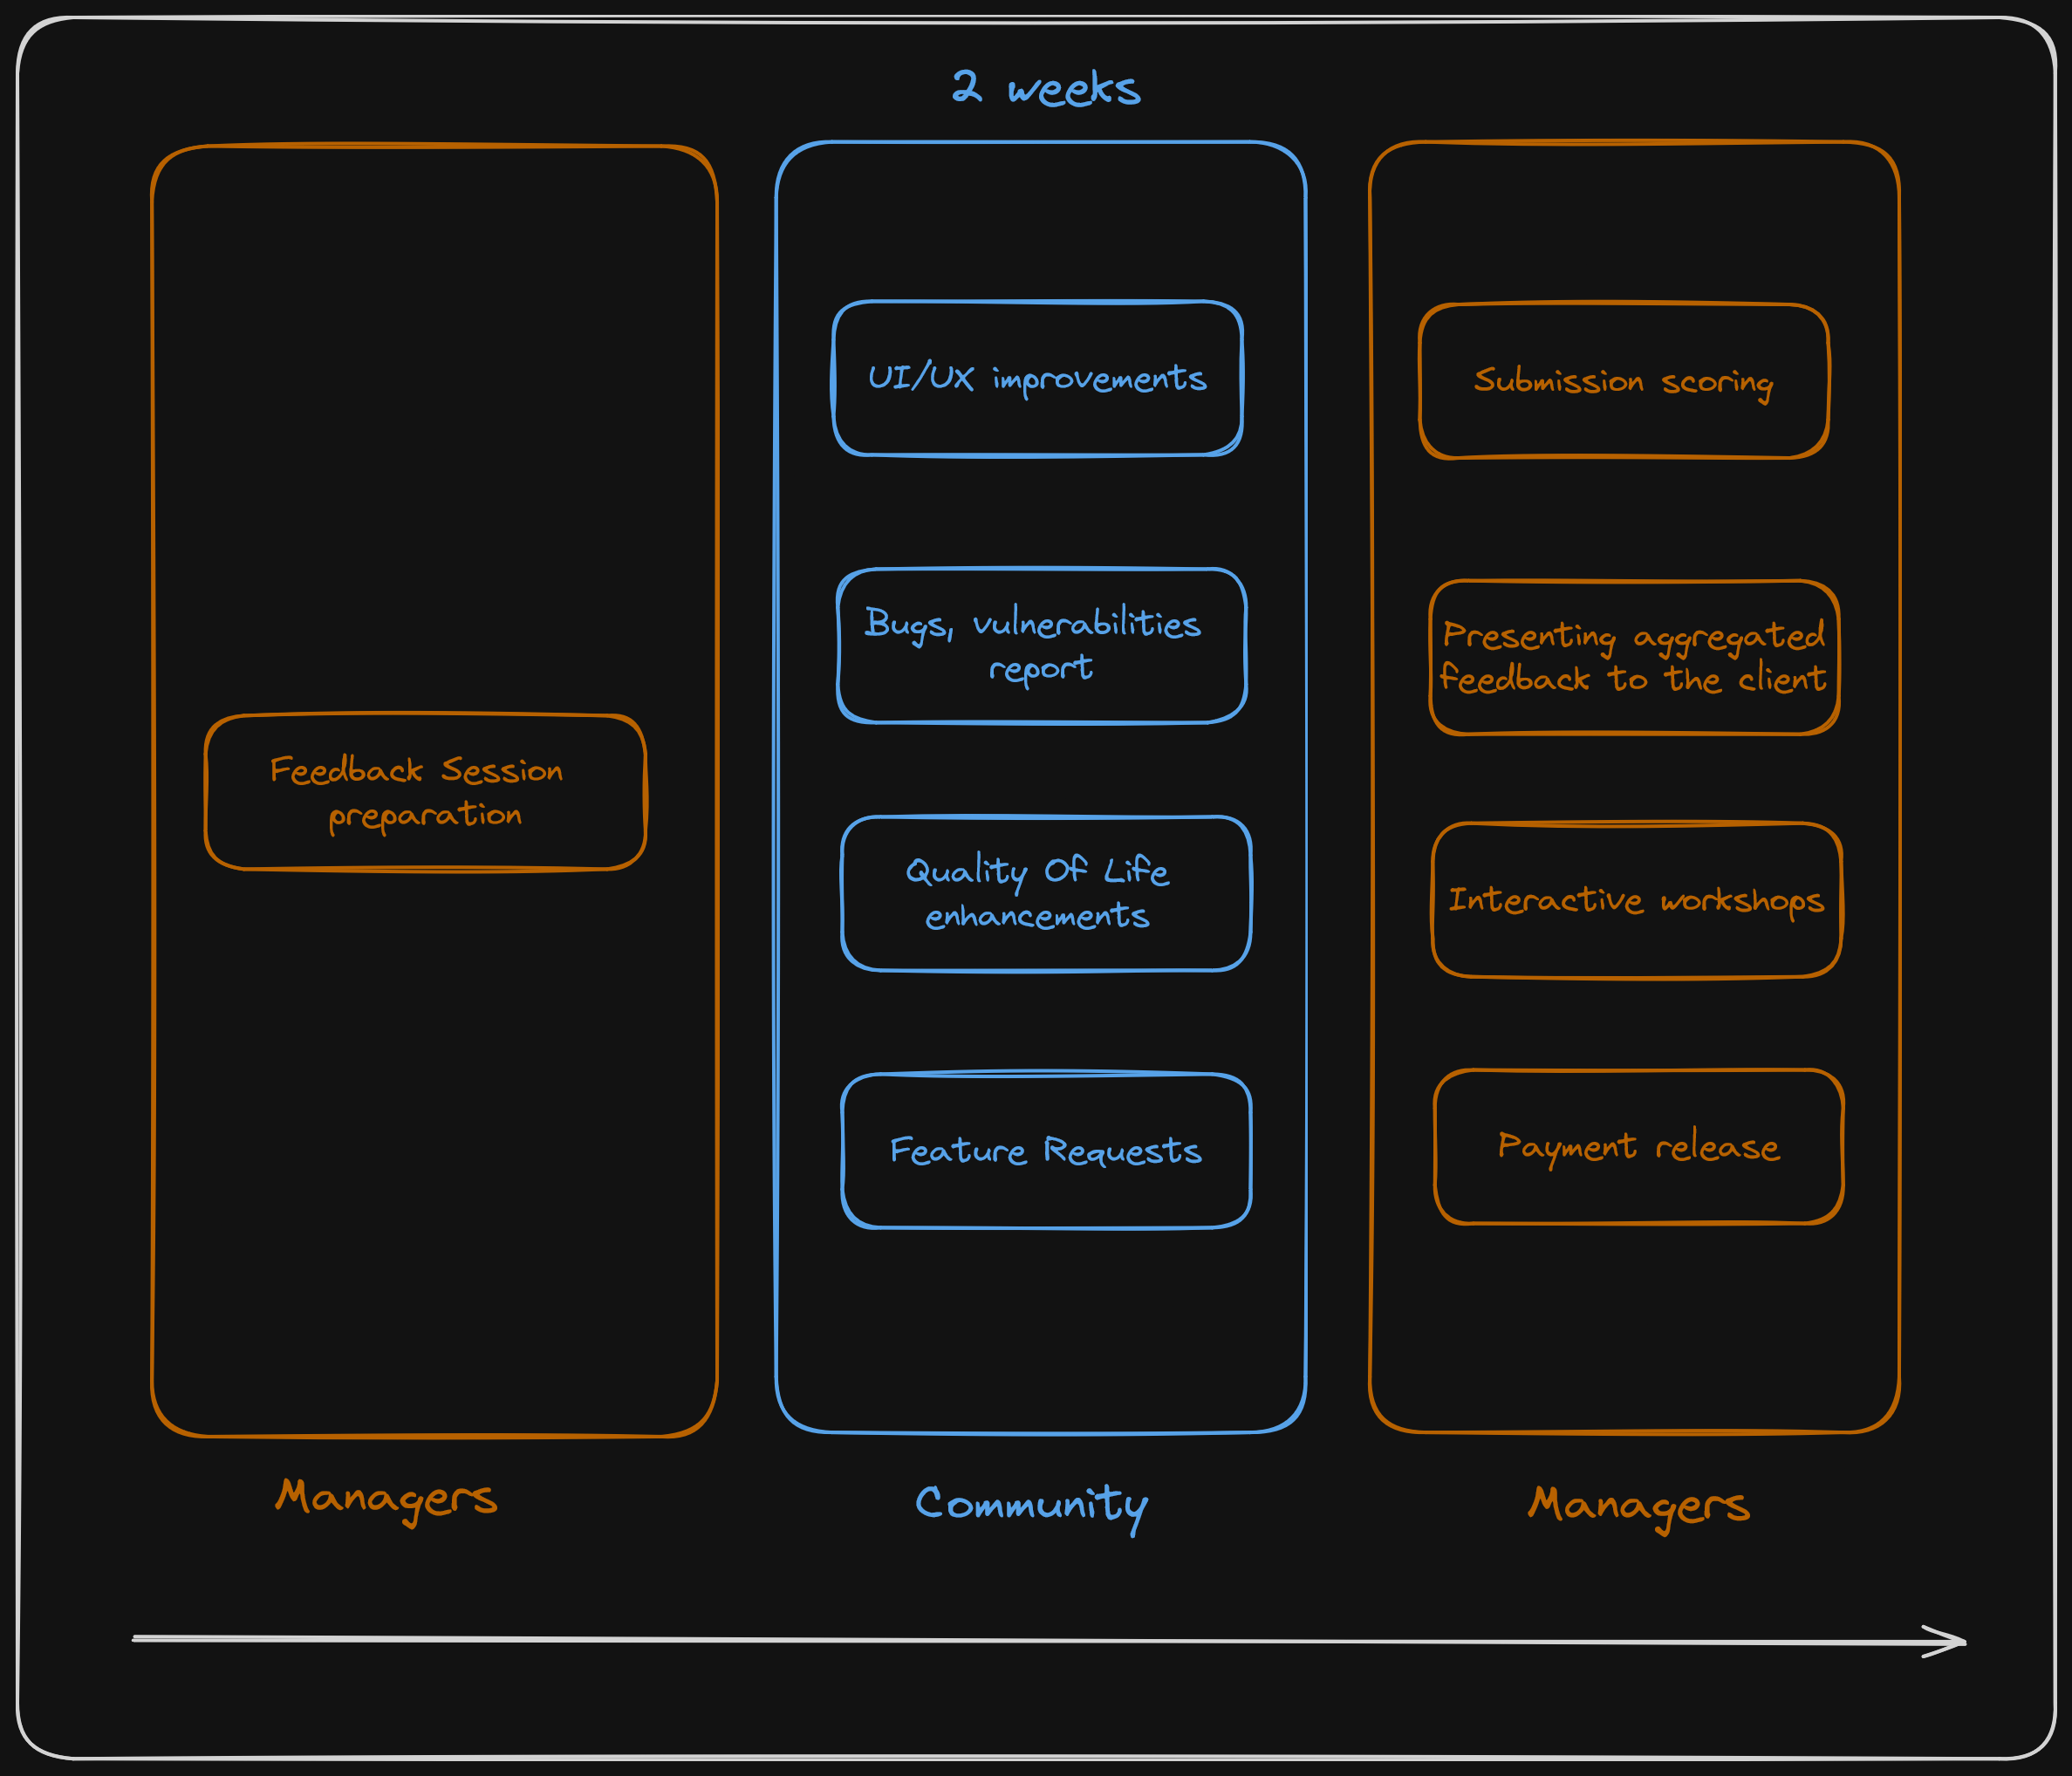 2 weeks
Feedback Session
preparation
UI/UX improvements
Bugs, vulnerabilities
report
Quality Of Life
enhancements
Feature Requests
Submission scoring
Presenting aggregated
feedback to the client
Interactive workshops
Payment release
Managers
Community
Managers